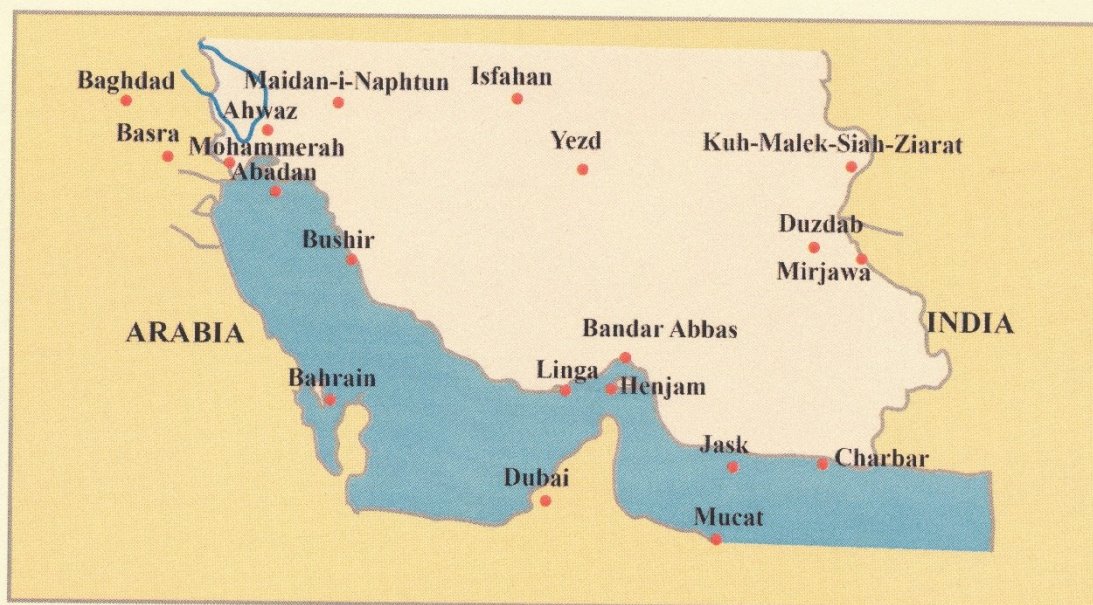 Baghdad
Maidan-i-Naphtun
Isfahan
Ahwaz
Basra
Mohammerah
Yezd
Kuh-Malek-Siah-Ziarat
Abadan
Duzdab
Bushir
Mirjawa
ARABIA
INDIA
Bandar Abbas
Bahrain
Linga
Henjam
Jask
Charbar
Dubai
Mucat